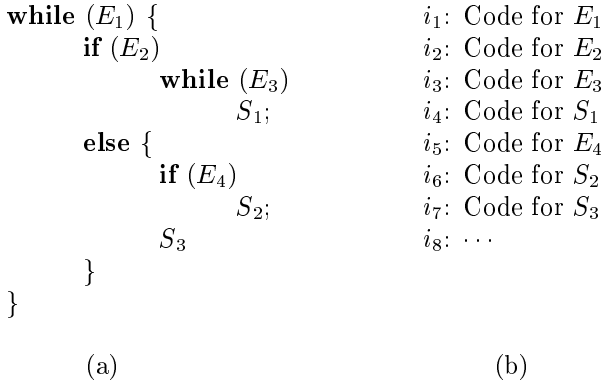 while (E₁) { i₁: Code for E₁
if (E₂) i₂: Code for E₂
while (E₃) i₃: Code for E₃
S₁; i₄: Code for S₁
else { i₅: Code for E₄
if (E₄) i₆: Code for S₂
S₂; i₇: Code for S₃
S₃ i₈: ···
}
}
(a) (b)